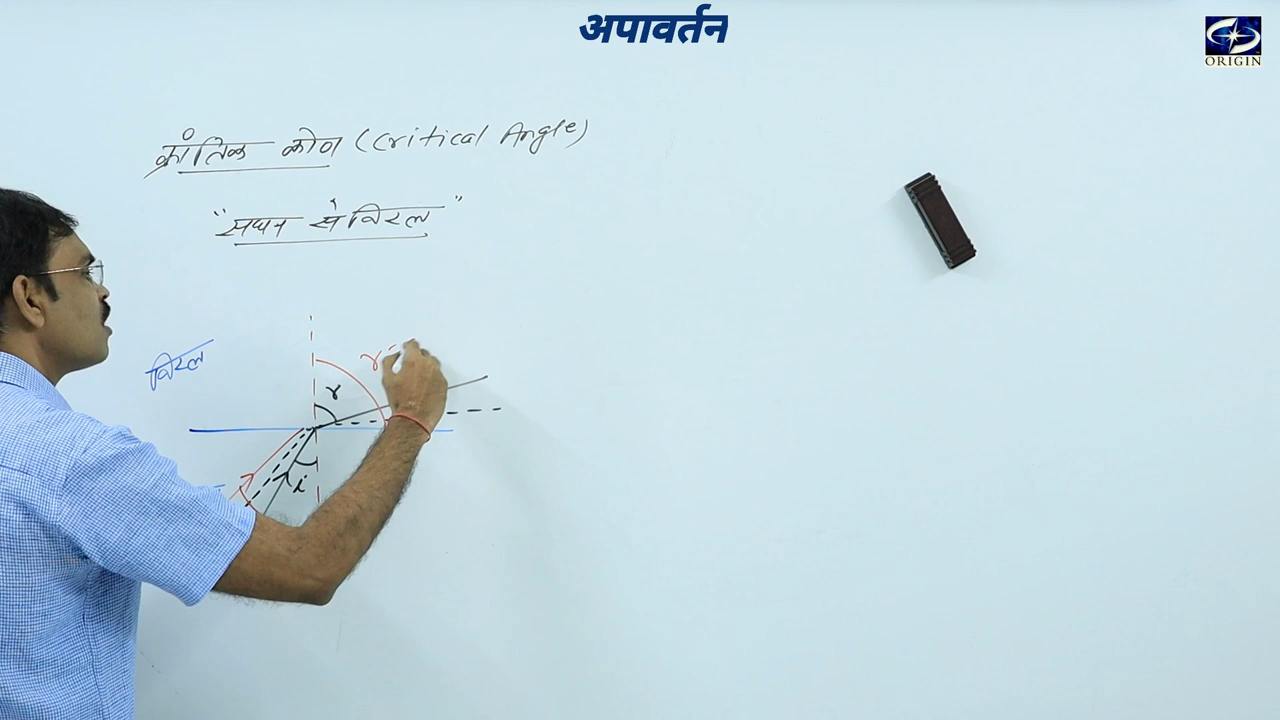 अपावर्तन
ORIGIN
क्रांतिक कोण (Critical Angle)
"सघन से विरल"
विरल
r
r
i